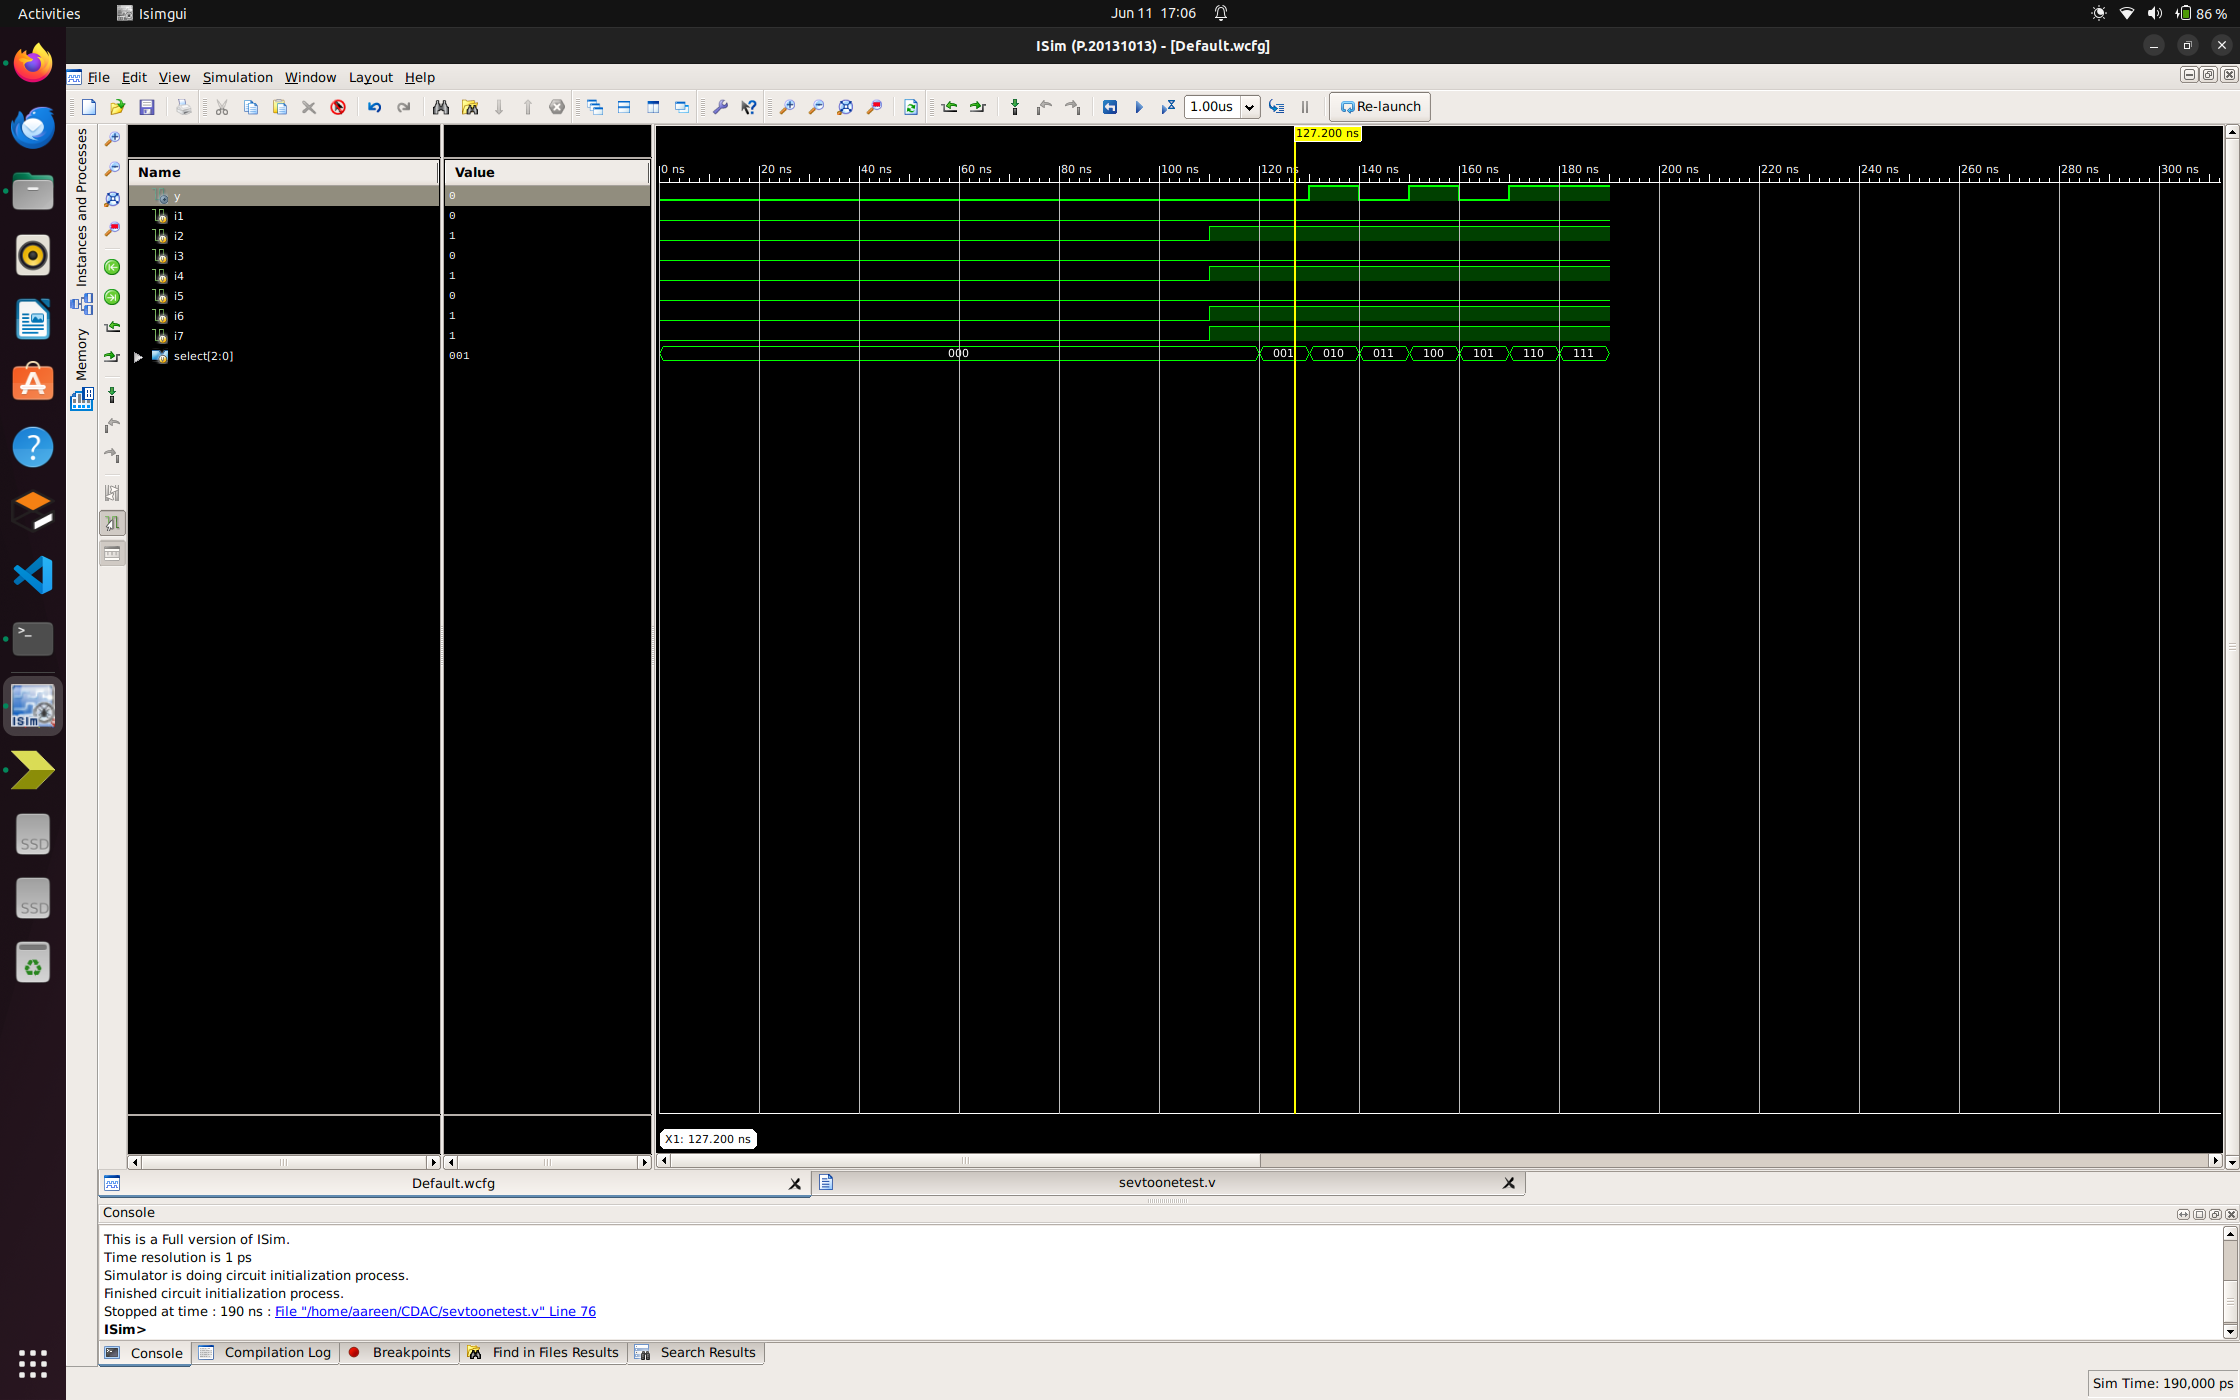 Activities Isimgui Jun 11 17:06 86 %
ISim (P.20131013) - [Default.wcfg]
File Edit View Simulation Window Layout Help
1.00us Re-launch
Instances and Processes
Memory
127.200 ns
Name Value
0 ns 20 ns 40 ns 60 ns 80 ns 100 ns 120 ns 140 ns 160 ns 180 ns 200 ns 220 ns 240 ns 260 ns 280 ns 300 ns
y 0
i1 0
i2 1
i3 0
i4 1
i5 0
i6 1
i7 1
select[2:0] 001 000 001 010 011 100 101 110 111
ISim
SSD
SSD
X1: 127.200 ns
Default.wcfg sevtoonetest.v
Console
This is a Full version of ISim.
Time resolution is 1 ps
Simulator is doing circuit initialization process.
Finished circuit initialization process.
Stopped at time : 190 ns : File "/home/aareen/CDAC/sevtoonetest.v" Line 76
ISim>
Console Compilation Log Breakpoints Find in Files Results Search Results
Sim Time: 190,000 ps